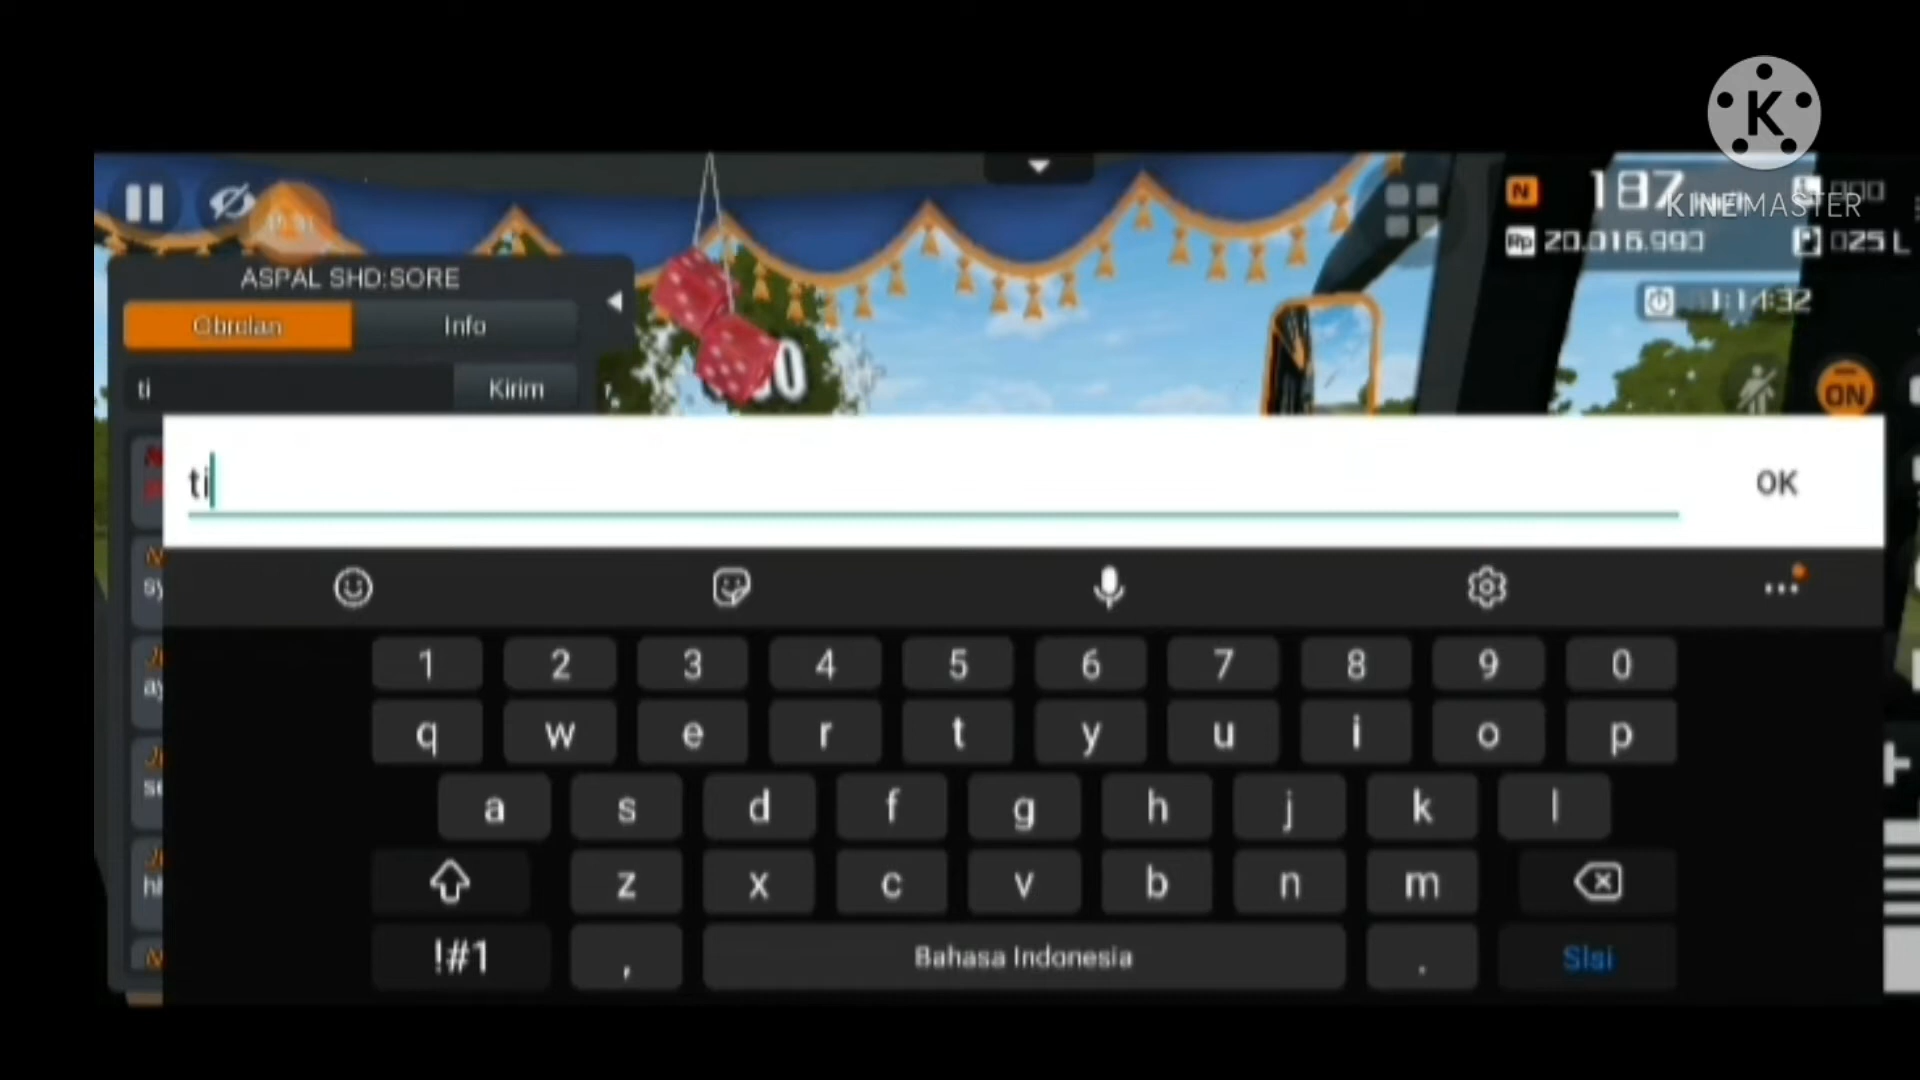 K
KINEMASTER
N 187
Rp 20.016.990
025 L
1:14:32
ASPAL SHD:SORE
Obrolan Info
ti Kirim
ON
ti OK
1 2 3 4 5 6 7 8 9 0
q w e r t y u i o p
a s d f g h j k l
z x c v b n m
!#1 , Bahasa Indonesia . Slsi